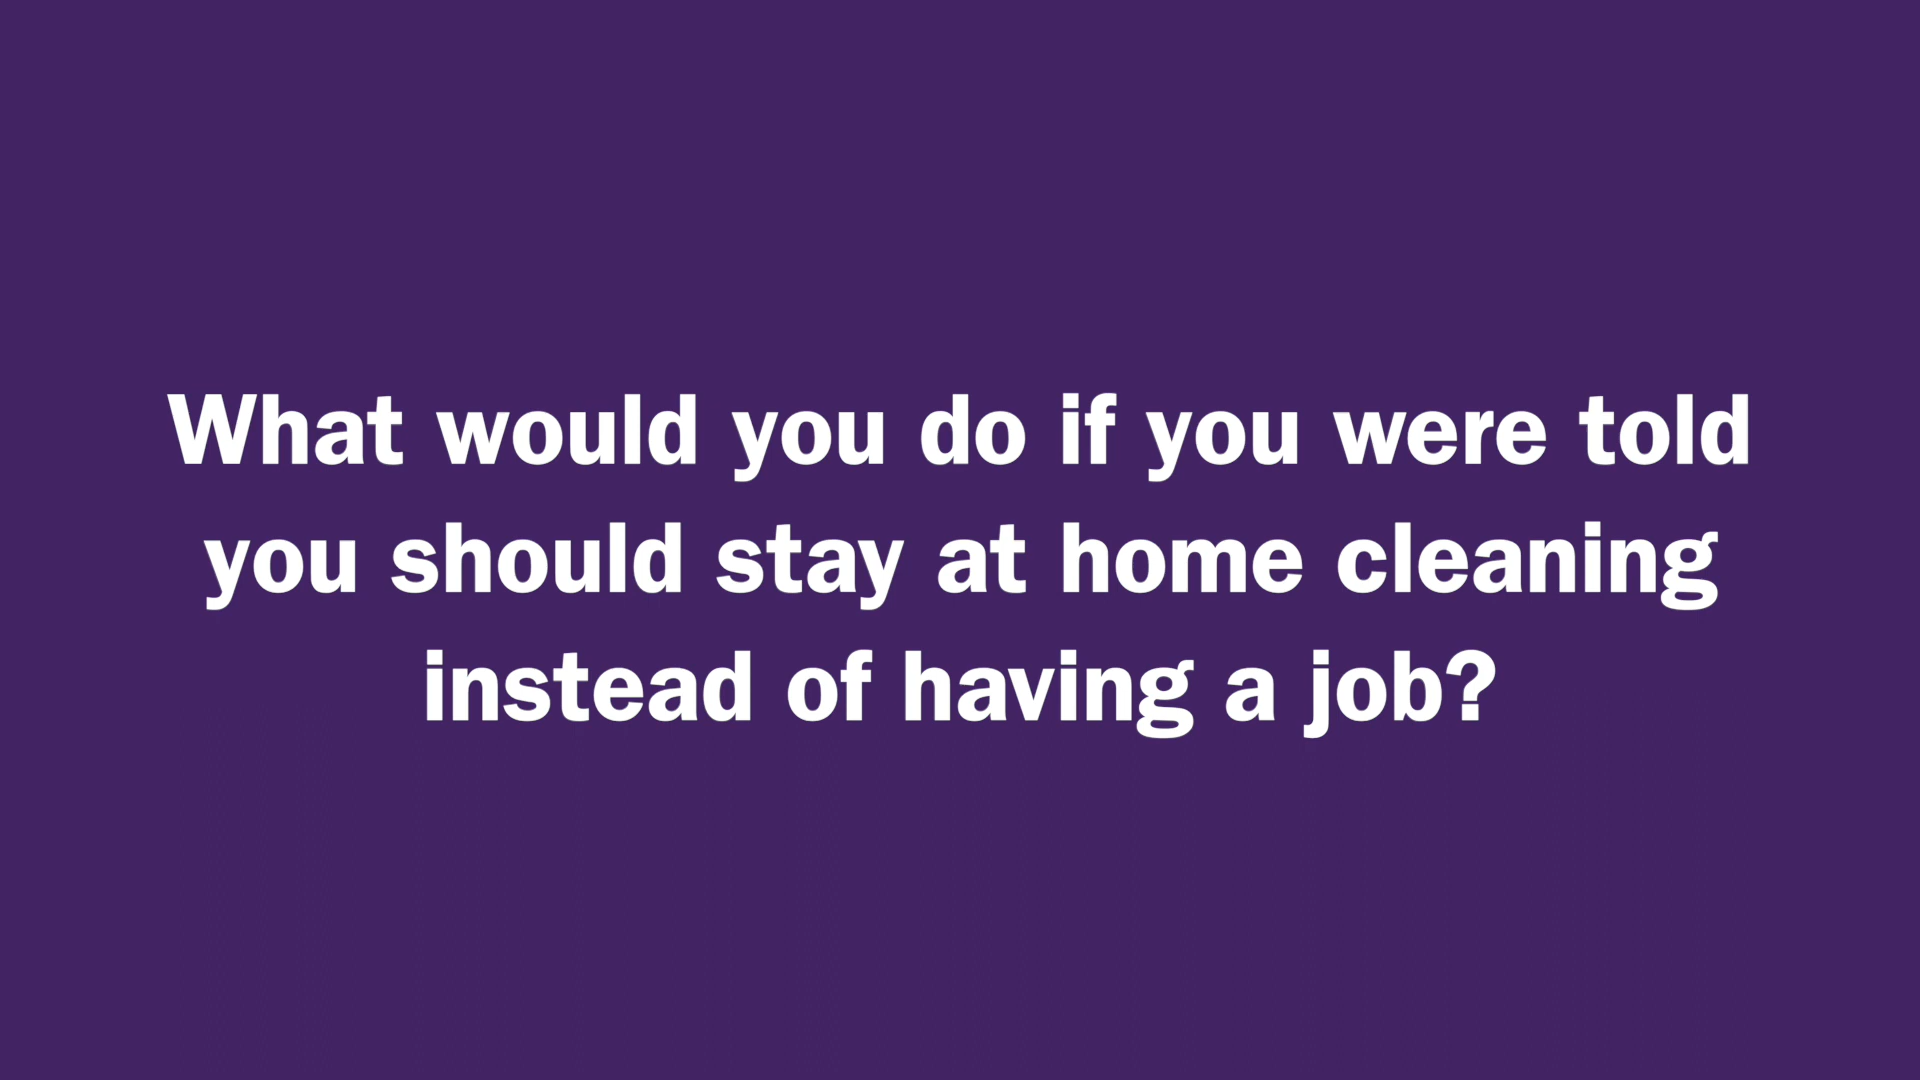 What would you do if you were told
you should stay at home cleaning
instead of having a job?